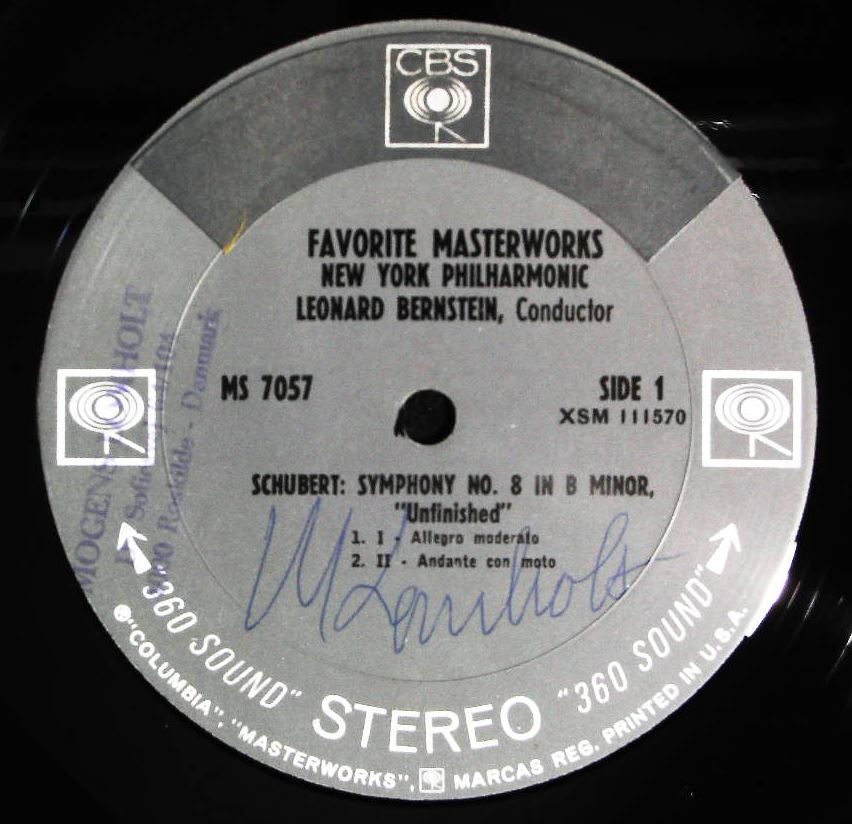 CBS
FAVORITE MASTERWORKS
NEW YORK PHILHARMONIC
LEONARD BERNSTEIN, Conductor
MS 7057
SIDE 1
XSM 111570
SCHUBERT: SYMPHONY NO. 8 IN B MINOR,
"Unfinished"
1. I - Allegro moderato
2. II - Andante con moto
"360 SOUND" STEREO "360 SOUND"
℗"COLUMBIA", "MASTERWORKS", MARCAS REG. PRINTED IN U.S.A.
MOGENS
Roskilde - Danmark